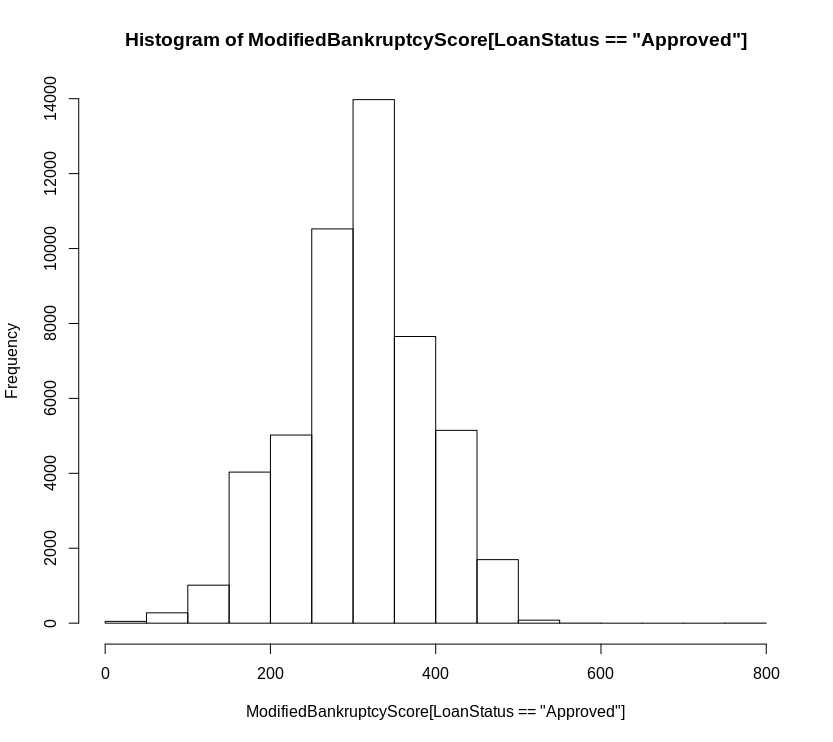 Histogram of ModifiedBankruptcyScore[LoanStatus == "Approved"]
14000
12000
10000
8000
6000
4000
2000
0
Frequency
0 200 400 600 800
ModifiedBankruptcyScore[LoanStatus == "Approved"]